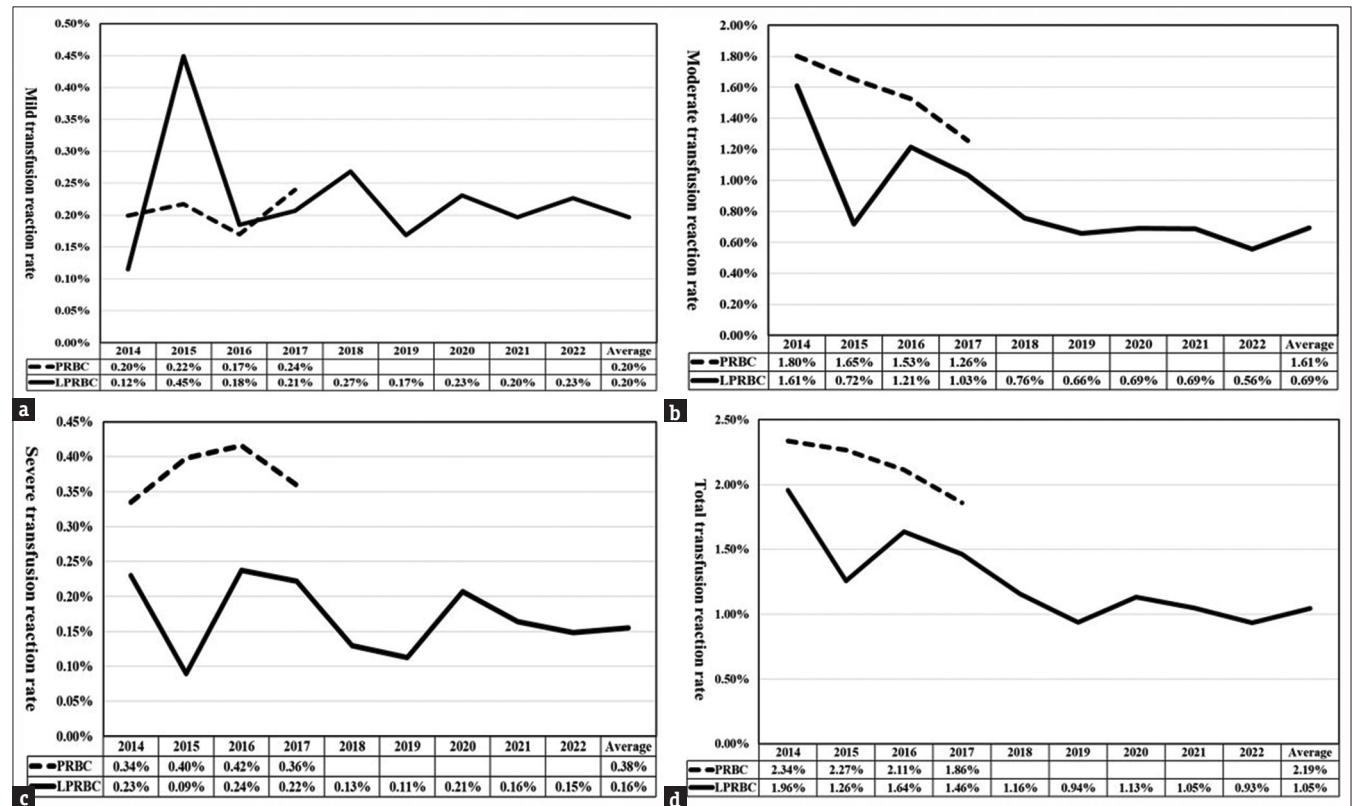 0.50%
0.45%
0.40%
0.35%
0.30%
0.25%
0.20%
0.15%
0.10%
0.05%
0.00%
Mild transfusion reaction rate
2014 2015 2016 2017 2018 2019 2020 2021 2022 Average
PRBC 0.20% 0.22% 0.17% 0.24% 0.20%
LPRBC 0.12% 0.45% 0.18% 0.21% 0.27% 0.17% 0.23% 0.20% 0.23% 0.20%
a
2.00%
1.80%
1.60%
1.40%
1.20%
1.00%
0.80%
0.60%
0.40%
0.20%
0.00%
Moderate transfusion reaction rate
2014 2015 2016 2017 2018 2019 2020 2021 2022 Average
PRBC 1.80% 1.65% 1.53% 1.26% 1.61%
LPRBC 1.61% 0.72% 1.21% 1.03% 0.76% 0.66% 0.69% 0.69% 0.56% 0.69%
b
0.45%
0.40%
0.35%
0.30%
0.25%
0.20%
0.15%
0.10%
0.05%
0.00%
Severe transfusion reaction rate
2014 2015 2016 2017 2018 2019 2020 2021 2022 Average
PRBC 0.34% 0.40% 0.42% 0.36% 0.38%
LPRBC 0.23% 0.09% 0.24% 0.22% 0.13% 0.11% 0.21% 0.16% 0.15% 0.16%
c
2.50%
2.00%
1.50%
1.00%
0.50%
0.00%
Total transfusion reaction rate
2014 2015 2016 2017 2018 2019 2020 2021 2022 Average
PRBC 2.34% 2.27% 2.11% 1.86% 2.19%
LPRBC 1.96% 1.26% 1.64% 1.46% 1.16% 0.94% 1.13% 1.05% 0.93% 1.05%
d